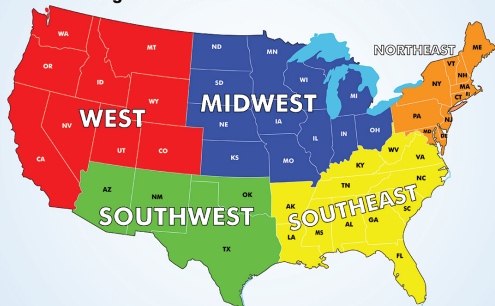 WA
MT
ND
MN
ME
NORTHEAST
VT
NH
OR
ID
SD
WI
NY
MA
CT
RI
WY
MI
WEST
MIDWEST
NV
NE
IA
PA
NJ
UT
CO
IL
IN
OH
MD
DE
CA
KS
MO
WV
KY
VA
AZ
NM
OK
TN
NC
AK
SOUTHWEST
SOUTHEAST
SC
MS
AL
GA
LA
TX
FL